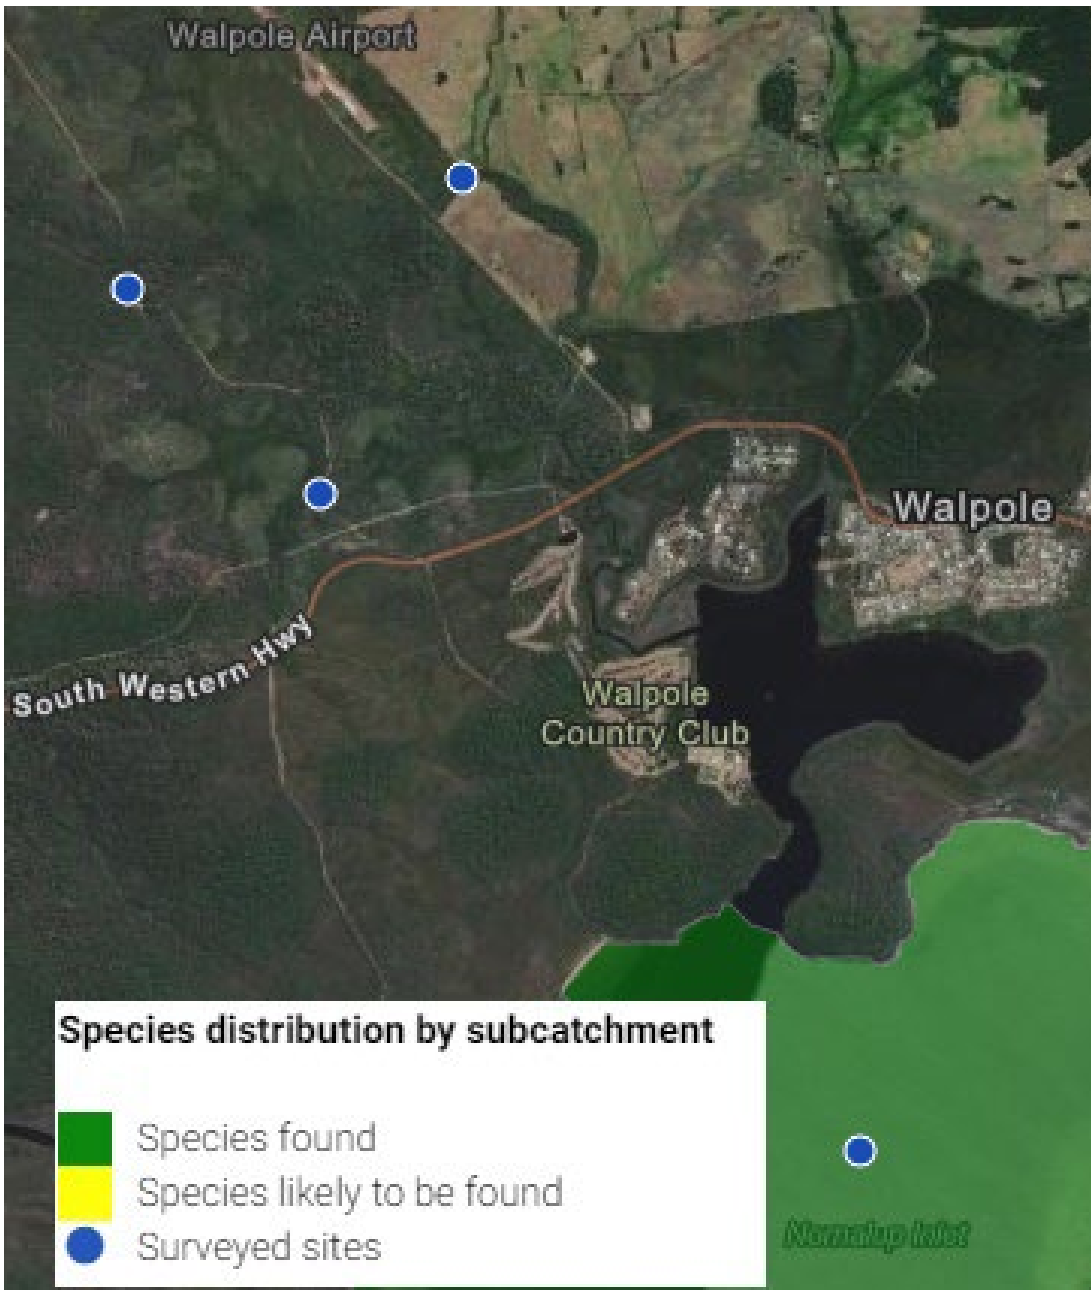 Walpole Airport
Walpole
South Western Hwy
Walpole
Country Club
Species distribution by subcatchment
Species found
Species likely to be found
Surveyed sites
Nornalup Inlet